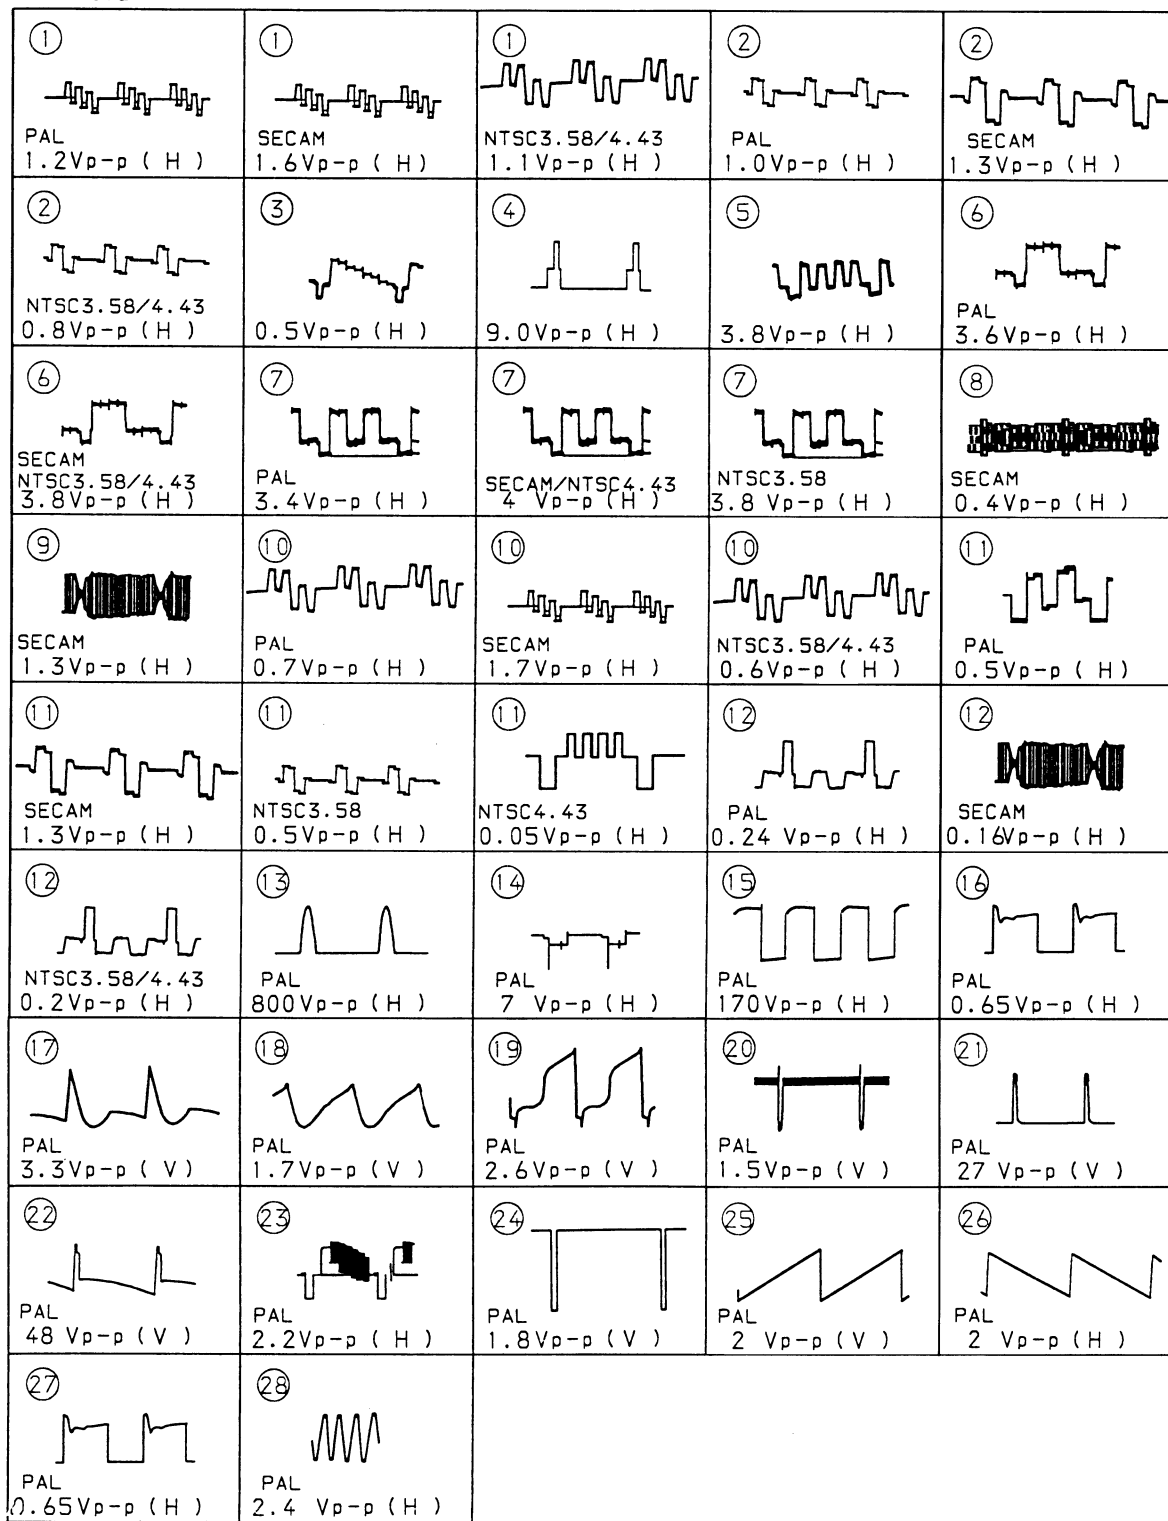 ①
PAL
1.2Vp-p ( H )
①
SECAM
1.6Vp-p ( H )
①
NTSC3.58/4.43
1.1Vp-p ( H )
②
PAL
1.0Vp-p ( H )
②
SECAM
1.3Vp-p ( H )
②
NTSC3.58/4.43
0.8Vp-p ( H )
③
0.5Vp-p ( H )
④
9.0Vp-p ( H )
⑤
3.8Vp-p ( H )
⑥
PAL
3.6Vp-p ( H )
⑥
SECAM
NTSC3.58/4.43
3.8Vp-p ( H )
⑦
PAL
3.4Vp-p ( H )
⑦
SECAM/NTSC4.43
4 Vp-p ( H )
⑦
NTSC3.58
3.8 Vp-p ( H )
⑧
SECAM
0.4Vp-p ( H )
⑨
SECAM
1.3Vp-p ( H )
⑩
PAL
0.7Vp-p ( H )
⑩
SECAM
1.7Vp-p ( H )
⑩
NTSC3.58/4.43
0.6Vp-p ( H )
⑪
PAL
0.5Vp-p ( H )
⑪
SECAM
1.3Vp-p ( H )
⑪
NTSC3.58
0.5Vp-p ( H )
⑪
NTSC4.43
0.05Vp-p ( H )
⑫
PAL
0.24 Vp-p ( H )
⑫
SECAM
0.16Vp-p ( H )
⑫
NTSC3.58/4.43
0.2Vp-p ( H )
⑬
PAL
800Vp-p ( H )
⑭
PAL
7 Vp-p ( H )
⑮
PAL
170Vp-p ( H )
⑯
PAL
0.65Vp-p ( H )
⑰
PAL
3.3Vp-p ( V )
⑱
PAL
1.7Vp-p ( V )
⑲
PAL
2.6Vp-p ( V )
⑳
PAL
1.5Vp-p ( V )
㉑
PAL
27 Vp-p ( V )
㉒
PAL
48 Vp-p ( V )
㉓
PAL
2.2Vp-p ( H )
㉔
PAL
1.8Vp-p ( V )
㉕
PAL
2 Vp-p ( V )
㉖
PAL
2 Vp-p ( H )
㉗
PAL
0.65Vp-p ( H )
㉘
PAL
2.4 Vp-p ( H )